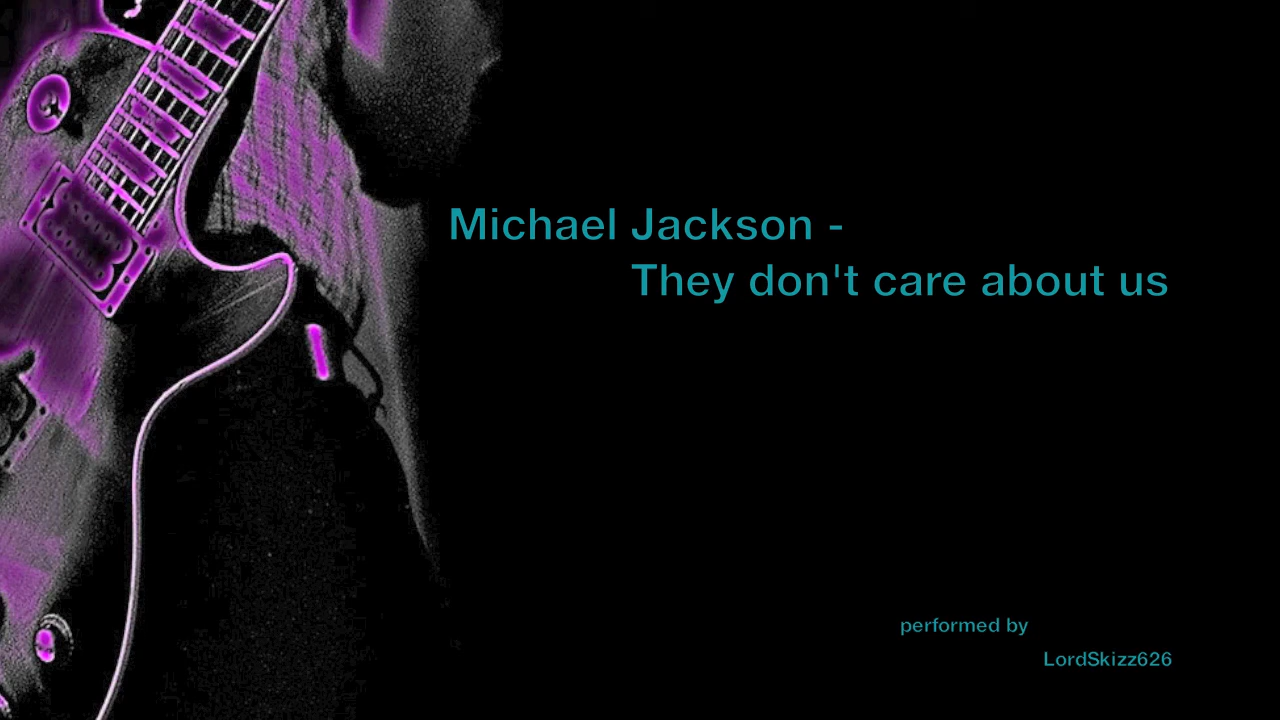 Michael Jackson -
They don't care about us
performed by
LordSkizz626